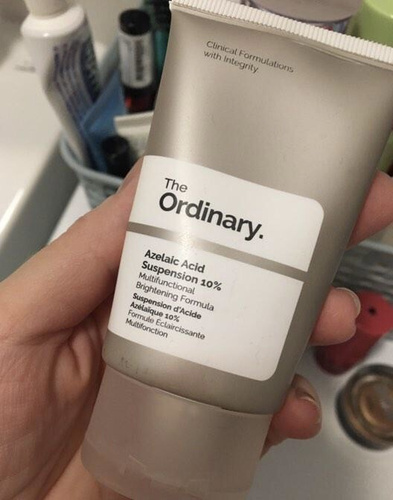 Clinical Formulations
with Integrity
The
Ordinary.
Azelaic Acid
Suspension 10%
Multifunctional
Brightening Formula
Suspension d'Acide
Azélaïque 10%
Formule Éclaircissante
Multifonction